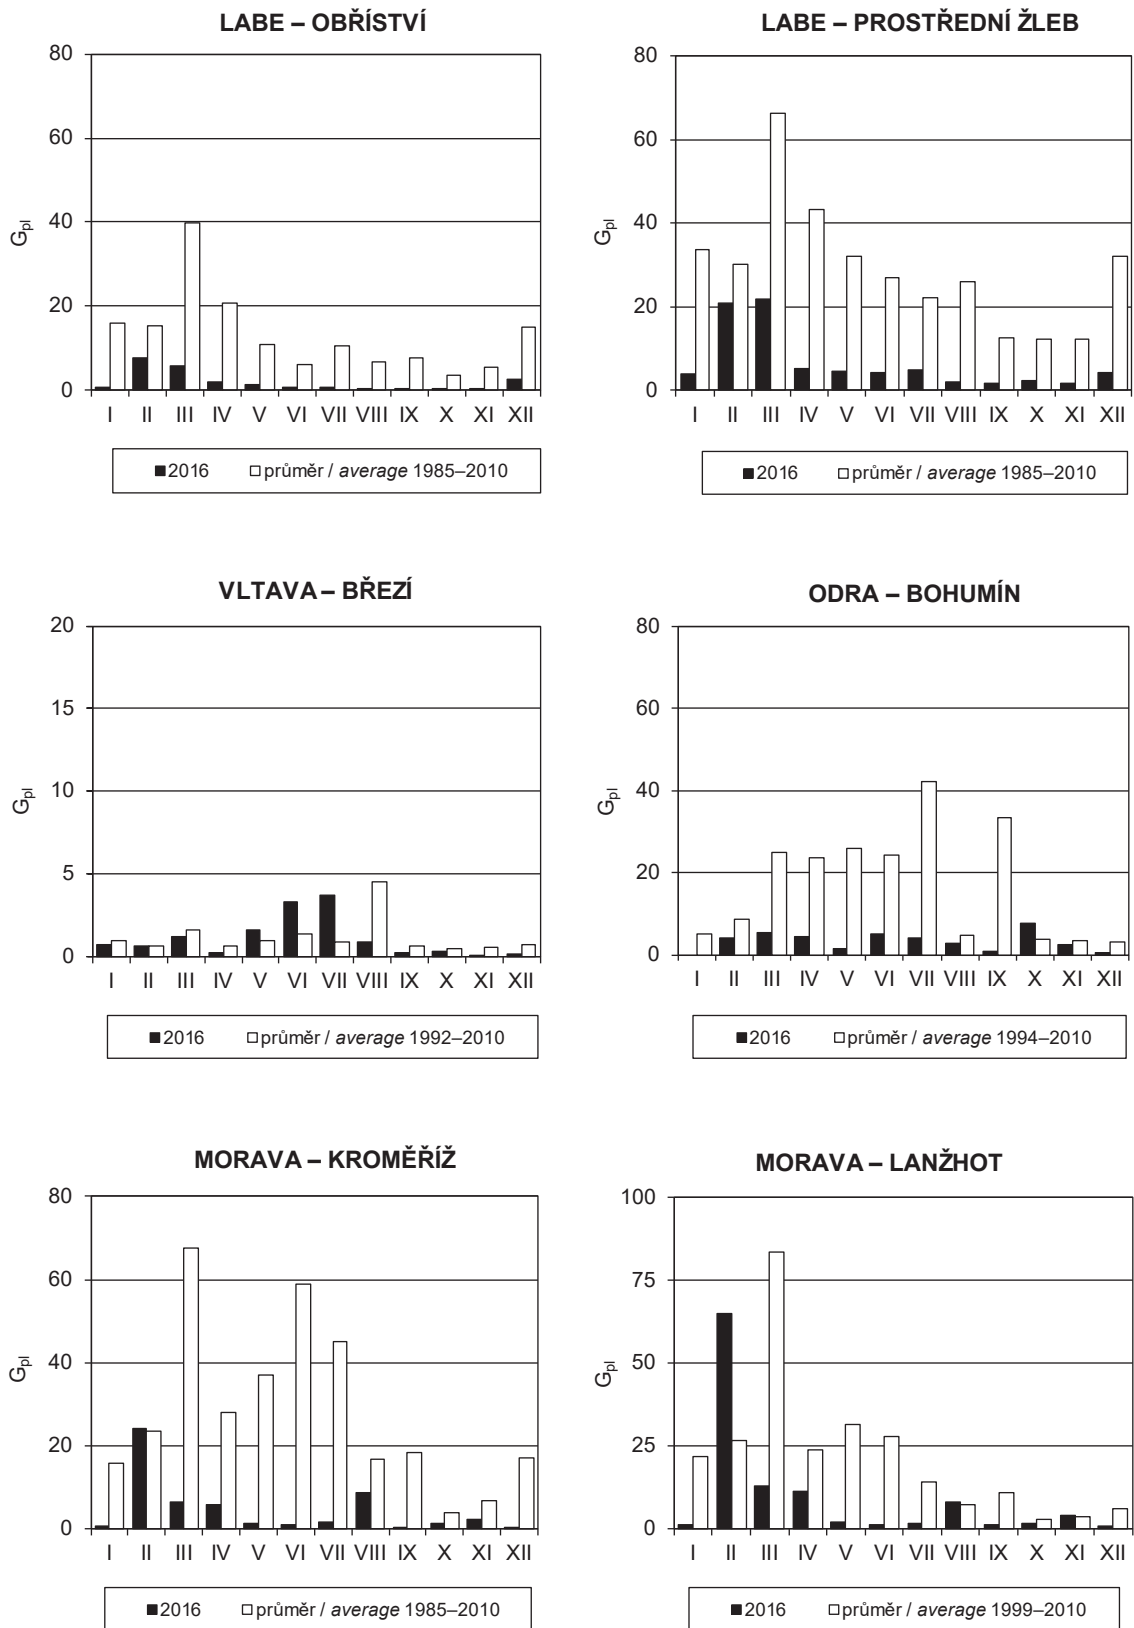 LABE – OBŘÍSTVÍ
80
60
40
20
0
G_pl
I II III IV V VI VII VIII IX X XI XII
■2016 □průměr / average 1985–2010
LABE – PROSTŘEDNÍ ŽLEB
80
60
40
20
0
G_pl
I II III IV V VI VII VIII IX X XI XII
■2016 □průměr / average 1985–2010
VLTAVA – BŘEZÍ
20
15
10
5
0
G_pl
I II III IV V VI VII VIII IX X XI XII
■2016 □průměr / average 1992–2010
ODRA – BOHUMÍN
80
60
40
20
0
G_pl
I II III IV V VI VII VIII IX X XI XII
■2016 □průměr / average 1994–2010
MORAVA – KROMĚŘÍŽ
80
60
40
20
0
G_pl
I II III IV V VI VII VIII IX X XI XII
■2016 □průměr / average 1985–2010
MORAVA – LANŽHOT
100
75
50
25
0
G_pl
I II III IV V VI VII VIII IX X XI XII
■2016 □průměr / average 1999–2010